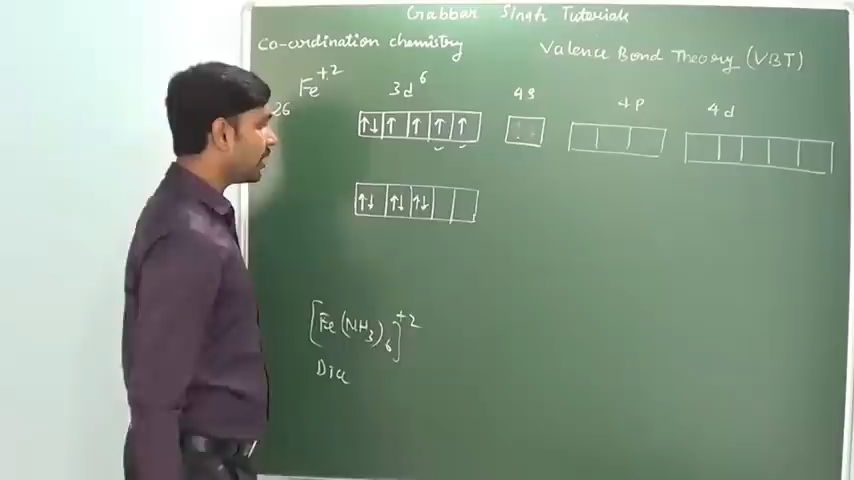 Gabbar Singh Tutorials
Co-ordination chemistry
Valence Bond Theory (VBT)
26 Fe+2
3d6 4s 4p 4d
↑↓ ↑ ↑ ↑ ↑
↑↓ ↑↓ ↑↓
[Fe(NH3)6]+2
Dia